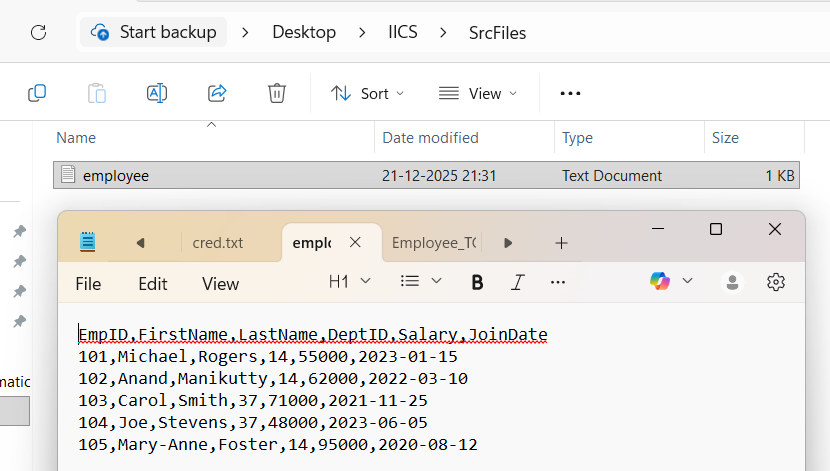 Start backup > Desktop > IICS > SrcFiles
Sort View ...
Name Date modified Type Size
employee 21-12-2025 21:31 Text Document 1 KB
cred.txt emplo Employee_TC
File Edit View H1 B I ...
EmpID,FirstName,LastName,DeptID,Salary,JoinDate
101,Michael,Rogers,14,55000,2023-01-15
102,Anand,Manikutty,14,62000,2022-03-10
103,Carol,Smith,37,71000,2021-11-25
104,Joe,Stevens,37,48000,2023-06-05
105,Mary-Anne,Foster,14,95000,2020-08-12
matic